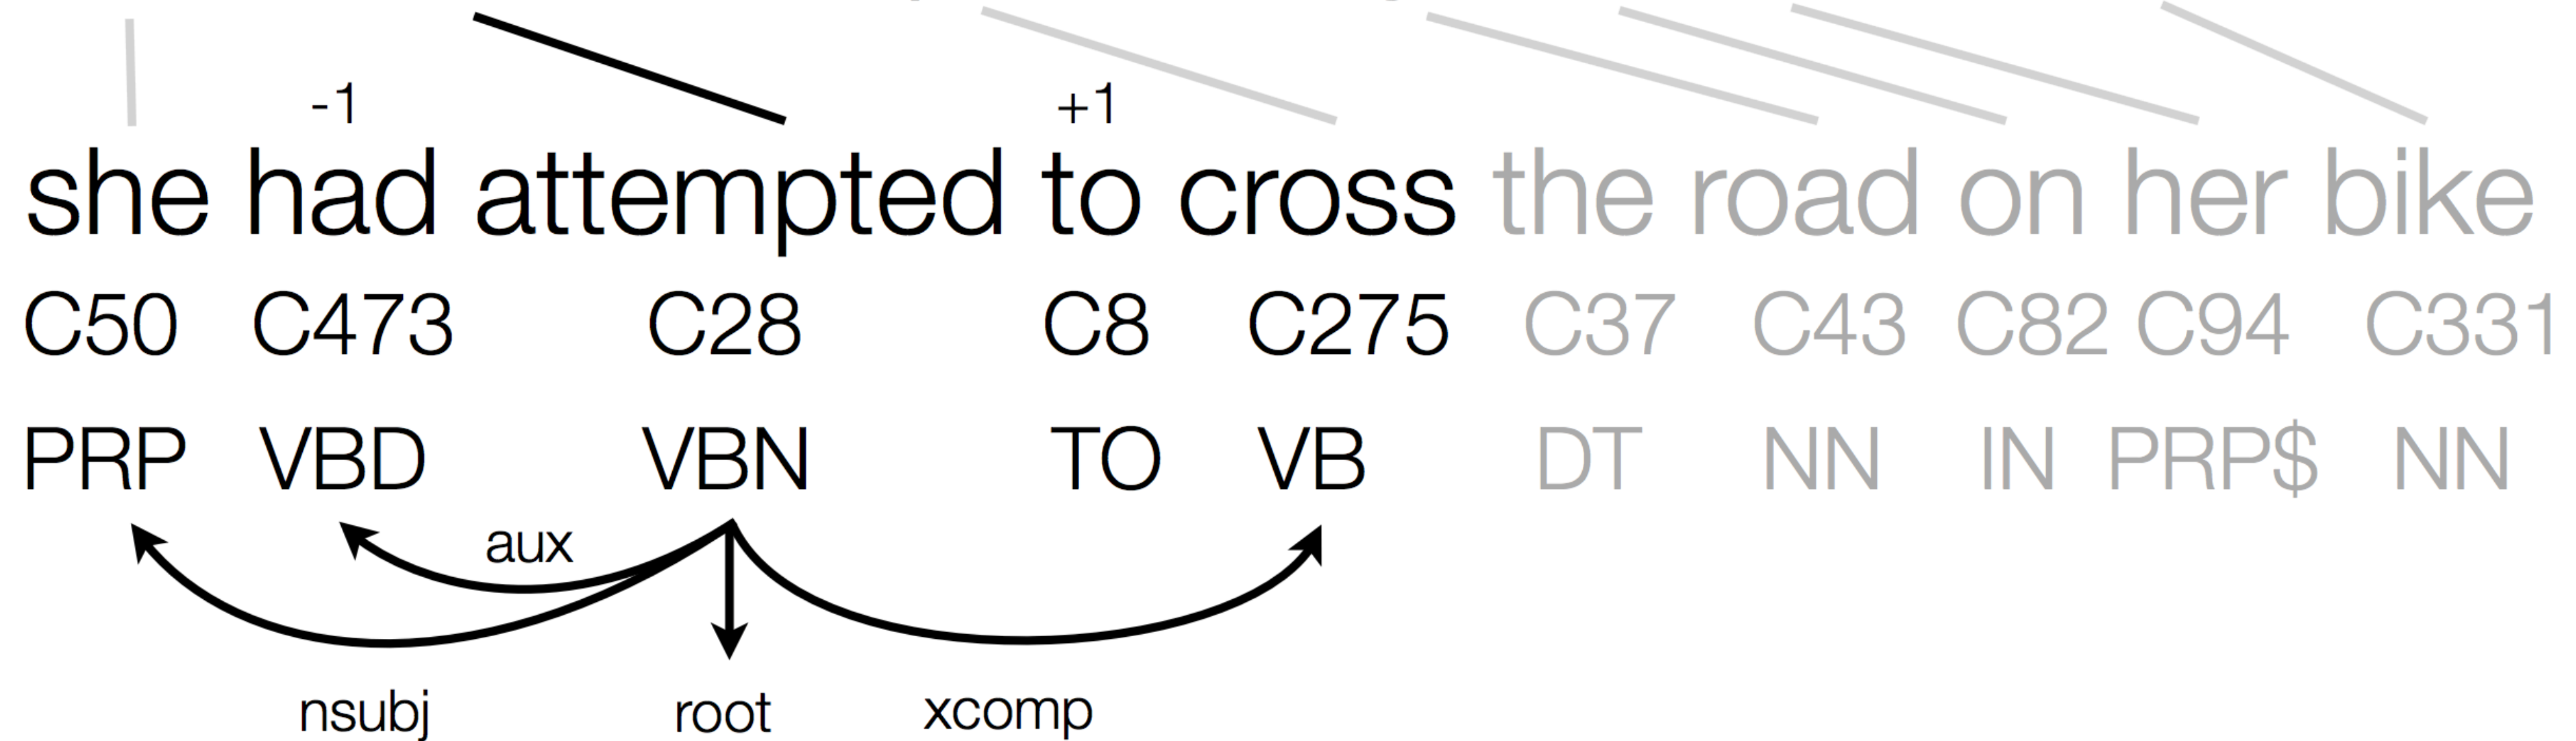 -1 +1
she had attempted to cross the road on her bike
C50 C473 C28 C8 C275 C37 C43 C82 C94 C331
PRP VBD VBN TO VB DT NN IN PRP$ NN
aux
nsubj root xcomp